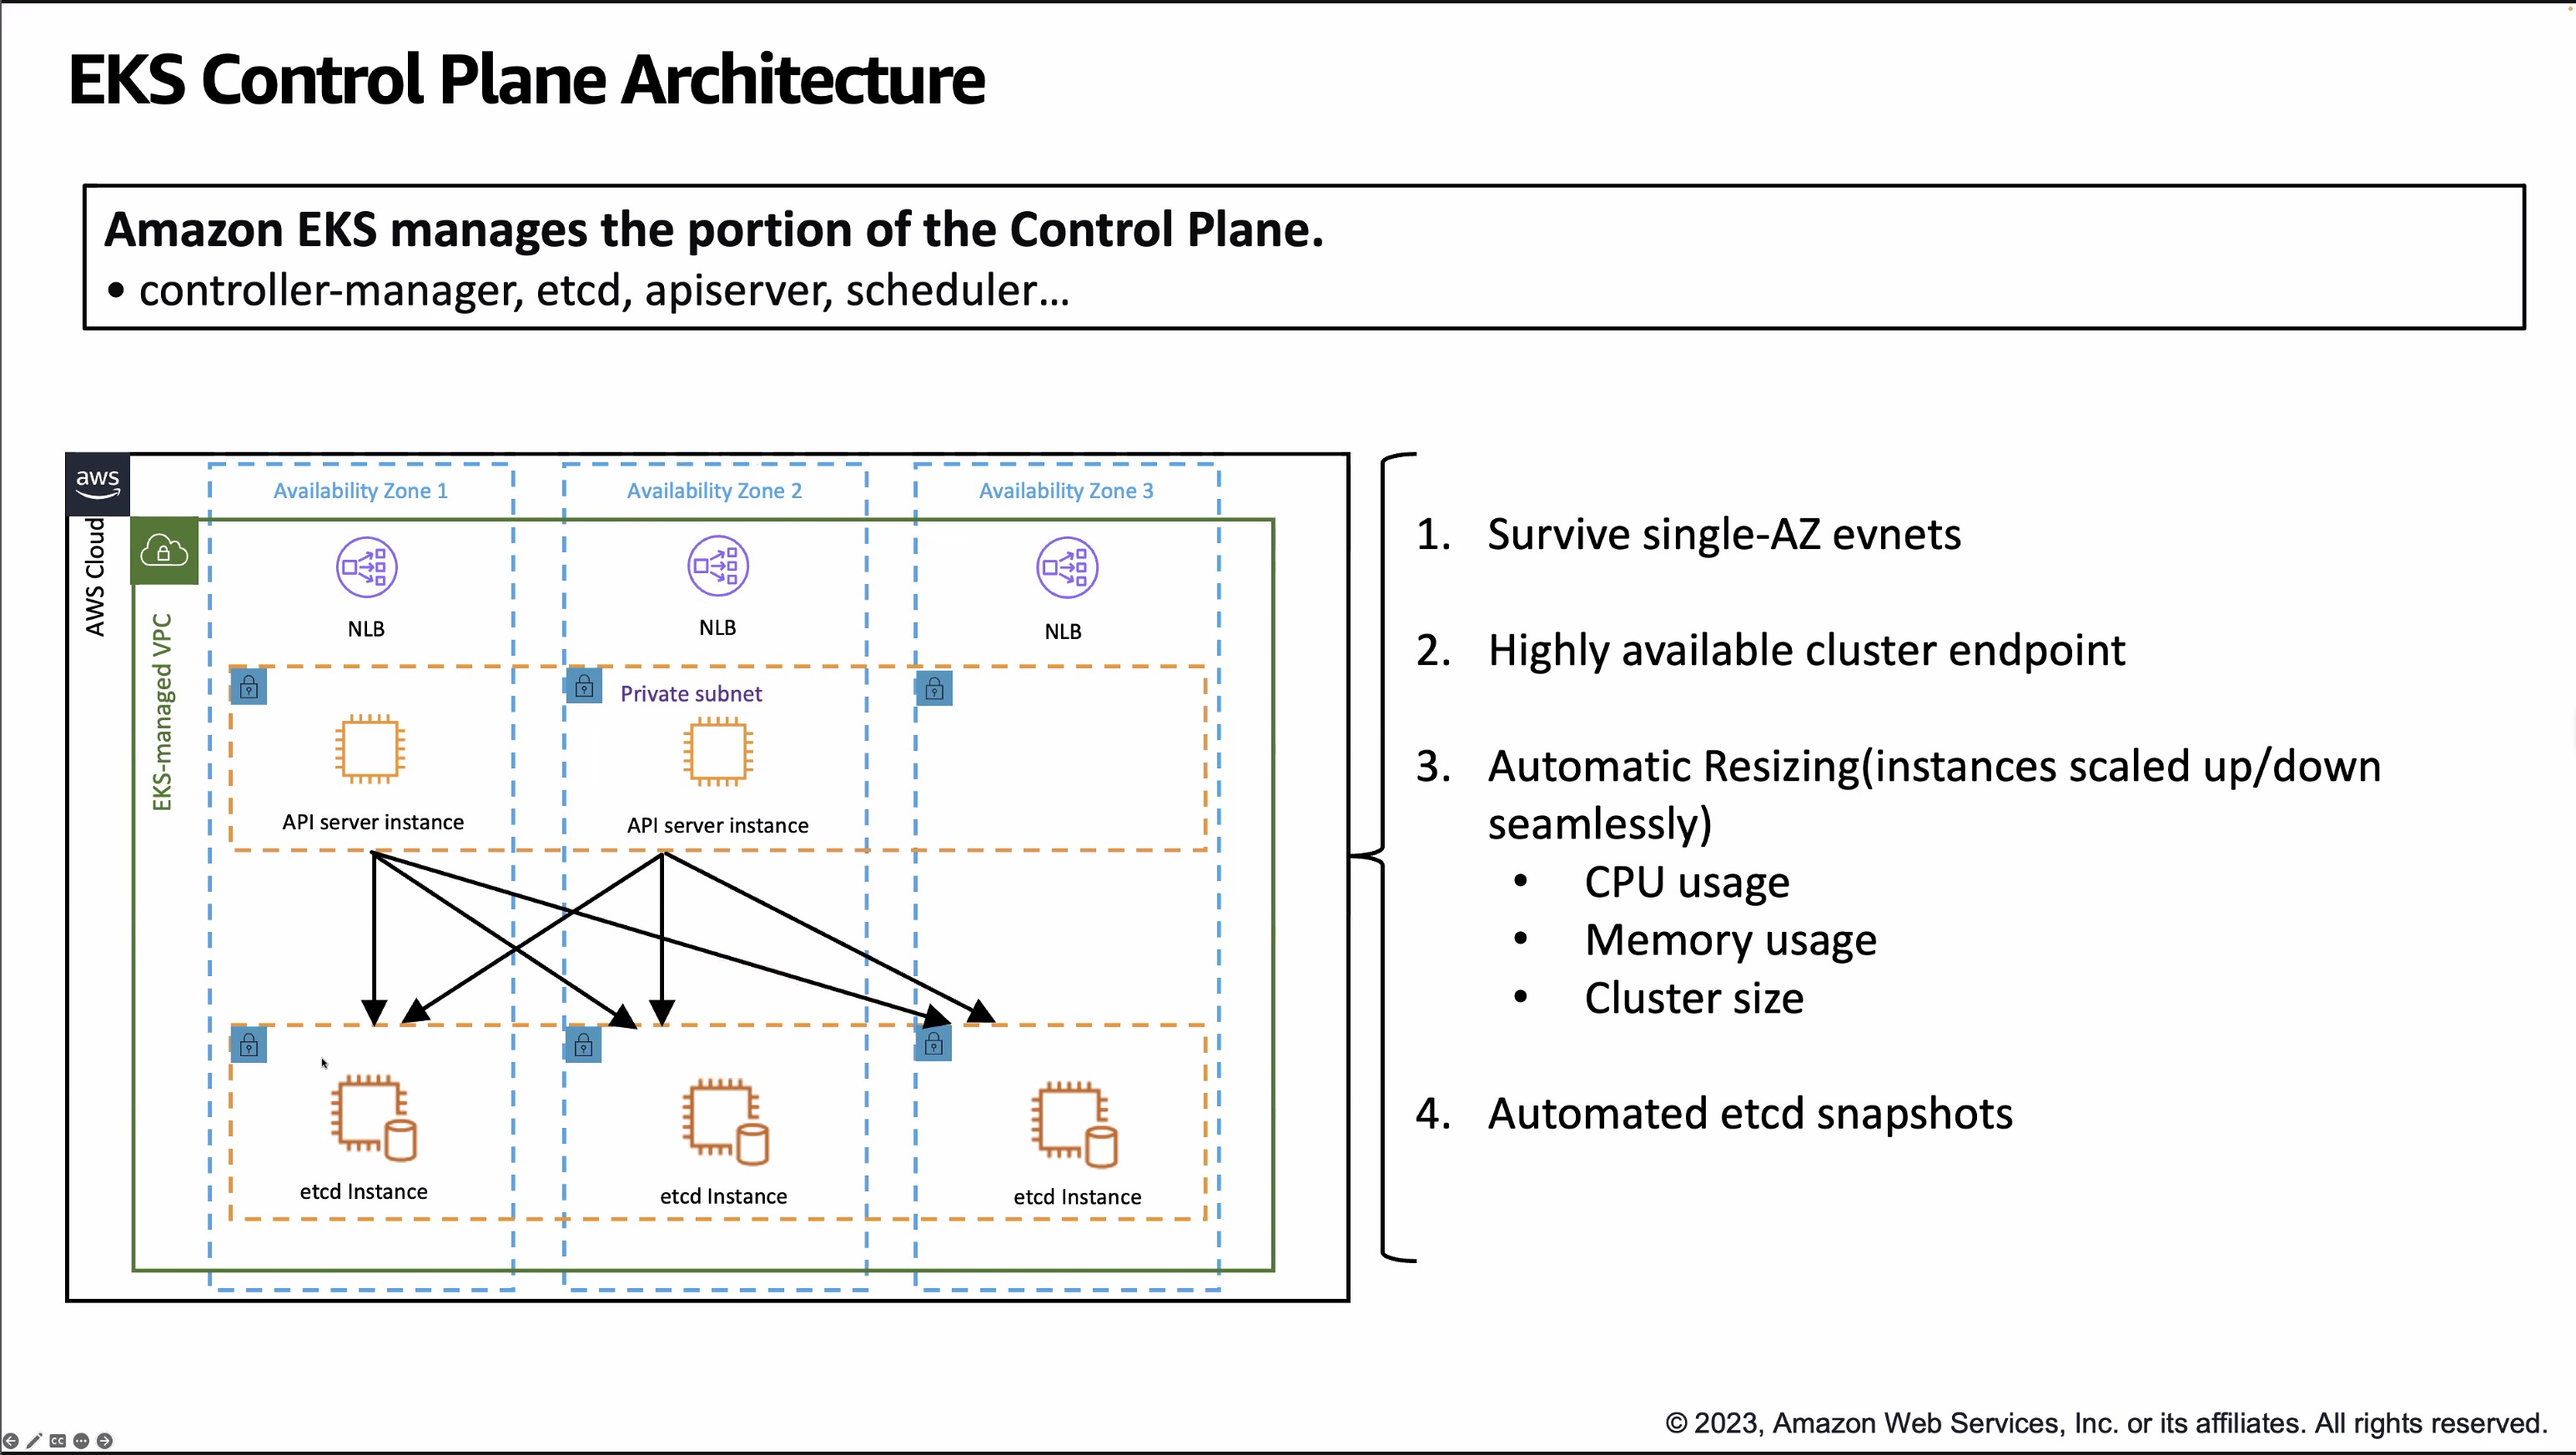 EKS Control Plane Architecture
Amazon EKS manages the portion of the Control Plane.
• controller-manager, etcd, apiserver, scheduler...
aws
AWS Cloud
EKS-managed VPC
Availability Zone 1
Availability Zone 2
Availability Zone 3
NLB
NLB
NLB
Private subnet
API server instance
API server instance
etcd Instance
etcd Instance
etcd Instance
1. Survive single-AZ evnets
2. Highly available cluster endpoint
3. Automatic Resizing(instances scaled up/down
seamlessly)
• CPU usage
• Memory usage
• Cluster size
4. Automated etcd snapshots
© 2023, Amazon Web Services, Inc. or its affiliates. All rights reserved.
CC